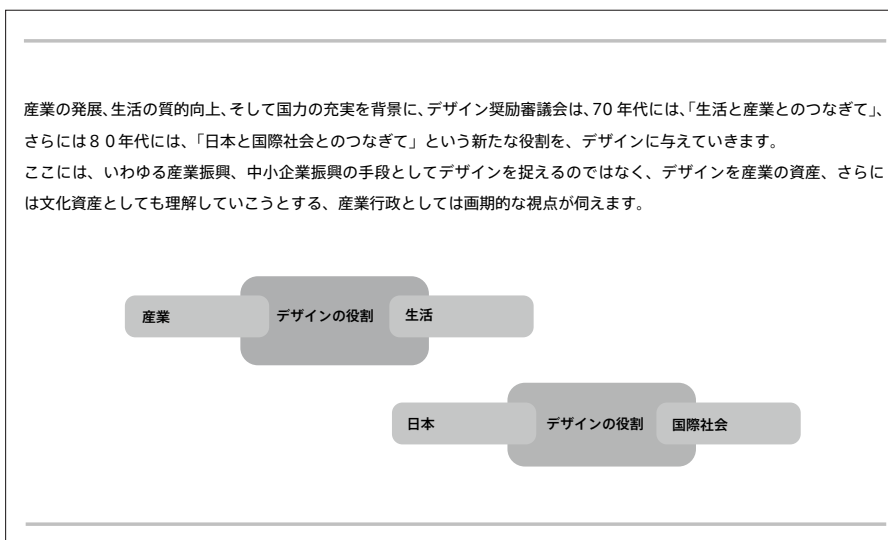 産業の発展、生活の質的向上、そして国力の充実を背景に、デザイン奨励審議会は、70 年代には、「生活と産業とのつなぎて」、
さらには８０年代には、「日本と国際社会とのつなぎて」という新たな役割を、デザインに与えていきます。
ここには、いわゆる産業振興、中小企業振興の手段としてデザインを捉えるのではなく、デザインを産業の資産、さらに
は文化資産としても理解していこうとする、産業行政としては画期的な視点が伺えます。
産業 デザインの役割 生活
日本 デザインの役割 国際社会